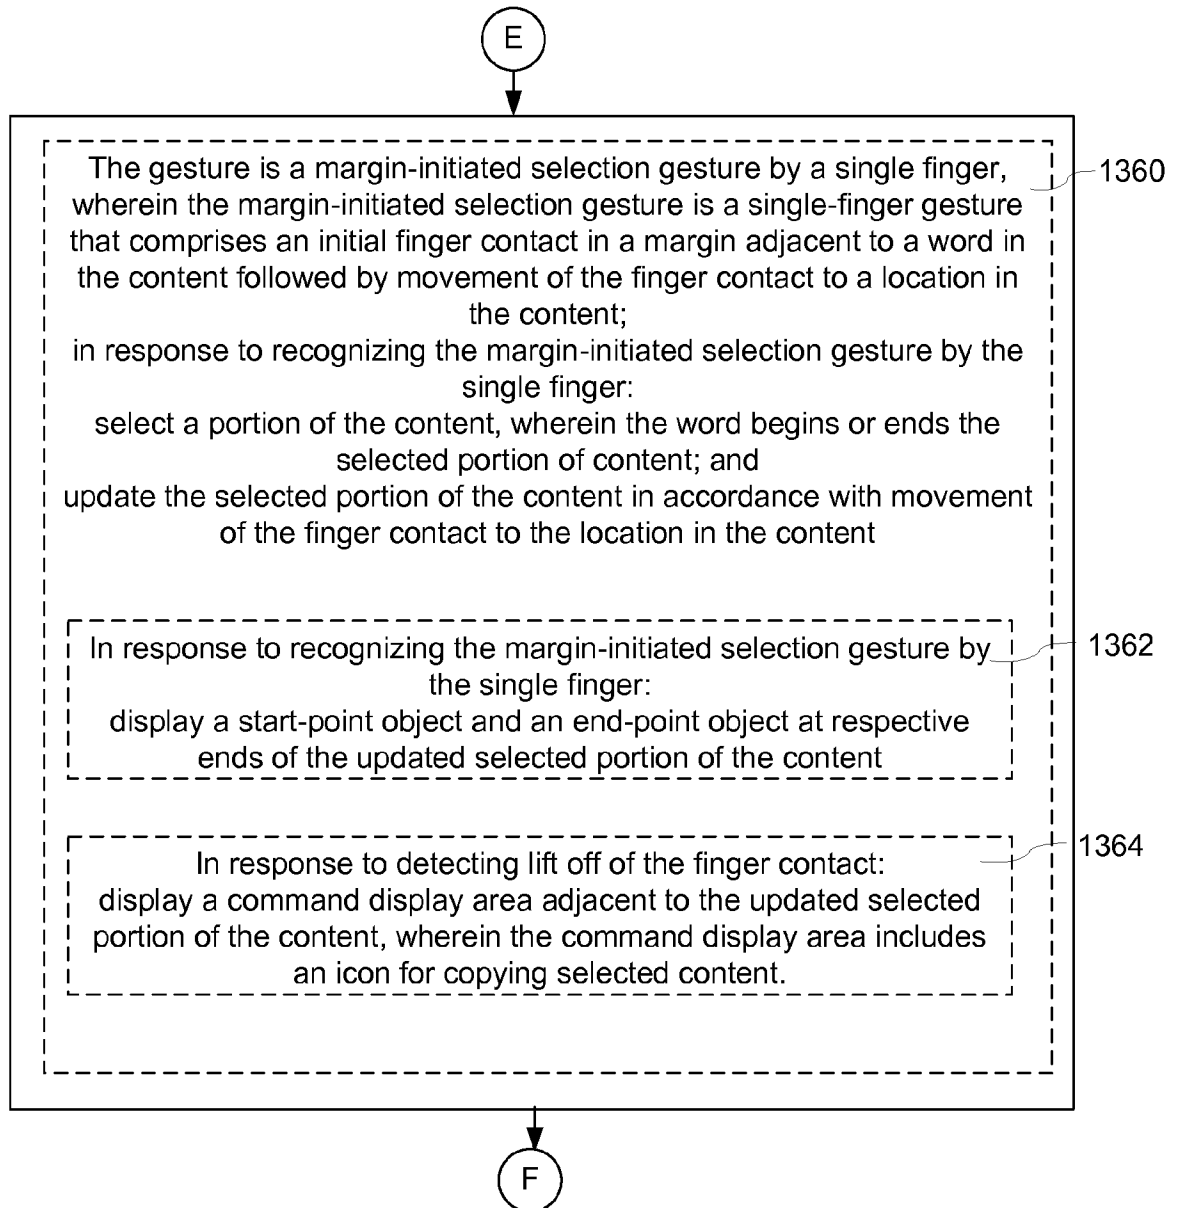 E
The gesture is a margin-initiated selection gesture by a single finger,
wherein the margin-initiated selection gesture is a single-finger gesture
that comprises an initial finger contact in a margin adjacent to a word in
the content followed by movement of the finger contact to a location in
the content;
in response to recognizing the margin-initiated selection gesture by the
single finger:
select a portion of the content, wherein the word begins or ends the
selected portion of content; and
update the selected portion of the content in accordance with movement
of the finger contact to the location in the content
1360
In response to recognizing the margin-initiated selection gesture by
the single finger:
display a start-point object and an end-point object at respective
ends of the updated selected portion of the content
1362
In response to detecting lift off of the finger contact:
display a command display area adjacent to the updated selected
portion of the content, wherein the command display area includes
an icon for copying selected content.
1364
F